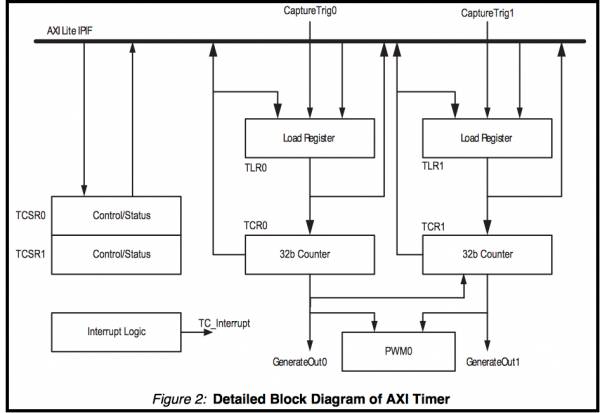 CaptureTrig0
CaptureTrig1
AXI Lite IPIF
Load Register
Load Register
TLR0
TLR1
TCSR0
Control/Status
TCR0
TCR1
TCSR1
Control/Status
32b Counter
32b Counter
Interrupt Logic
TC_Interrupt
GenerateOut0
PWM0
GenerateOut1
Figure 2: Detailed Block Diagram of AXI Timer